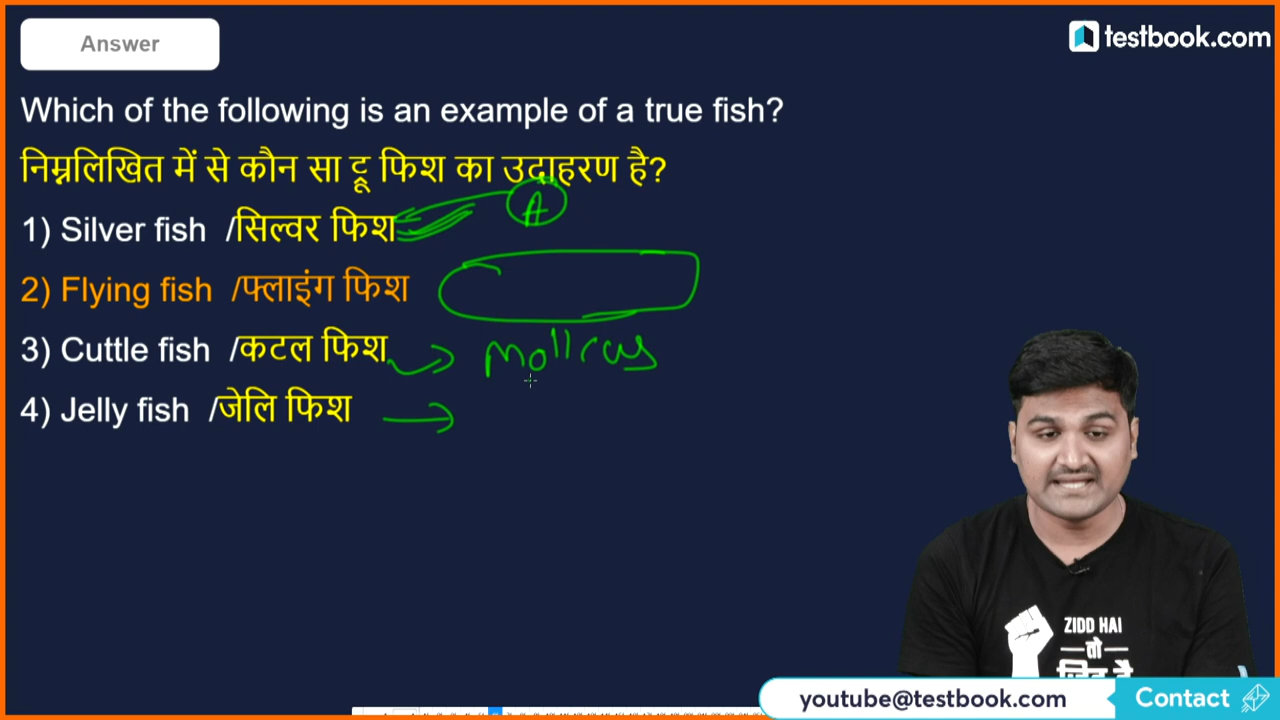 Answer
testbook.com
Which of the following is an example of a true fish?
निम्नलिखित में से कौन सा ट्रू फिश का उदाहरण है?
A
1) Silver fish /सिल्वर फिश
2) Flying fish /फ्लाइंग फिश
3) Cuttle fish /कटल फिश
4) Jelly fish /जेलि फिश
ZIDD HAI
तो
youtube@testbook.com
Contact